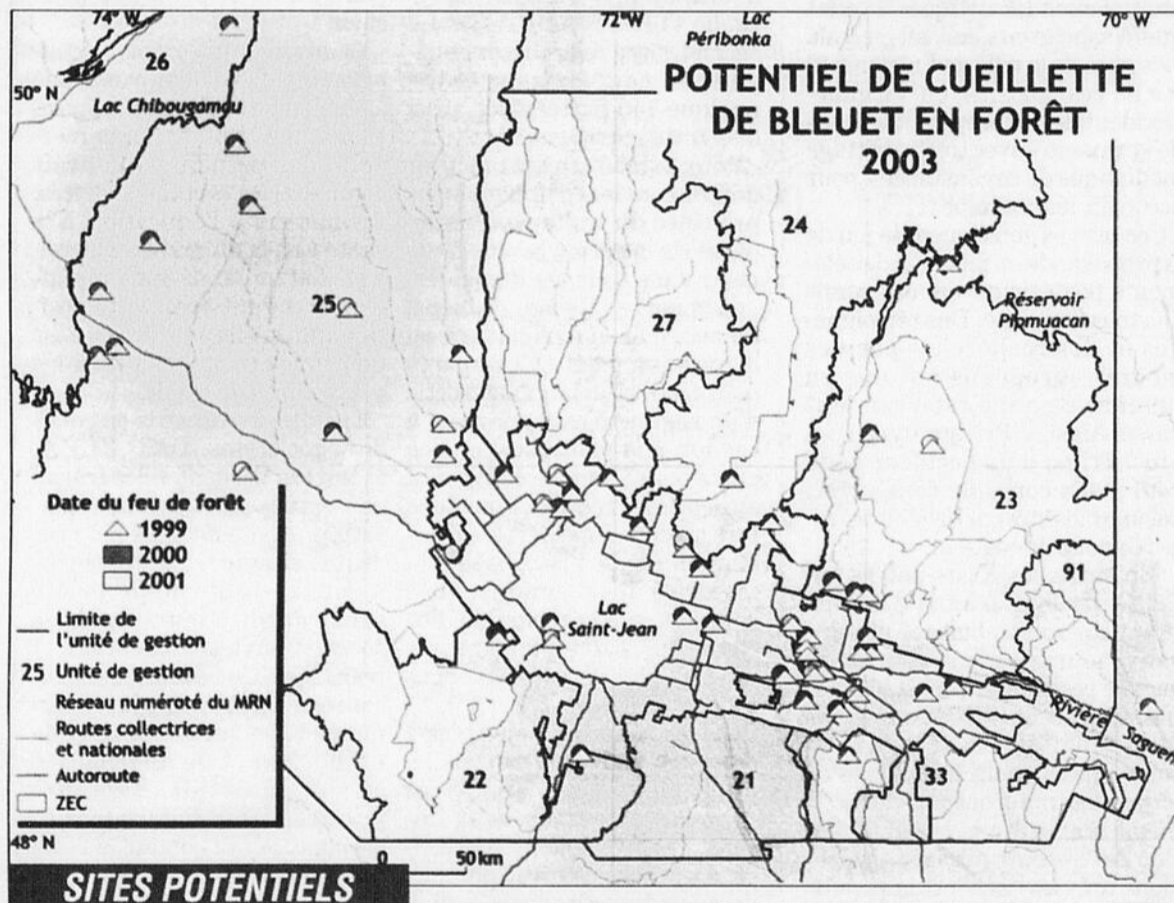 74° W
72° W
Lac
Péribonka
70° W
POTENTIEL DE CUEILLETTE
DE BLEUET EN FORÊT
2003
26
50° N
Lac Chibougamau
24
27
25
Réservoir
Pipmuacan
23
91
Date du feu de forêt
1999
2000
2001
Limite de
l'unité de gestion
25 Unité de gestion
Réseau numéroté du MRN
Routes collectrices
et nationales
Autoroute
ZEC
Lac
Saint-Jean
Rivière
22
21
33
48° N
0
50 km
SITES POTENTIELS